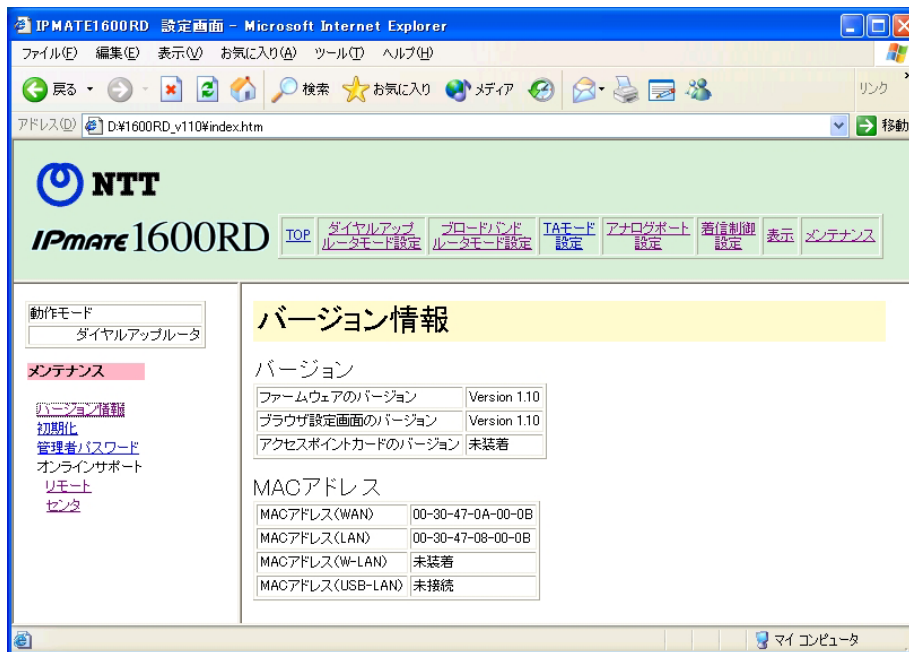 IPMATE1600RD 設定画面 - Microsoft Internet Explorer
ファイル(F) 編集(E) 表示(V) お気に入り(A) ツール(T) ヘルプ(H)
戻る 検索 お気に入り メディア リンク »
アドレス(D) D:¥1600RD_v110¥index.htm 移動
NTT
IPMATE1600RD
TOP
ダイヤルアップ
ルータモード設定
ブロードバンド
ルータモード設定
TAモード
設定
アナログポート
設定
着信制御
設定
表示
メンテナンス
動作モード
ダイヤルアップルータ
メンテナンス
バージョン情報
初期化
管理者パスワード
オンラインサポート
リモート
センタ
バージョン情報
バージョン
ファームウェアのバージョン Version 1.10
ブラウザ設定画面のバージョン Version 1.10
アクセスポイントカードのバージョン 未装着
MACアドレス
MACアドレス(WAN) 00-30-47-0A-00-0B
MACアドレス(LAN) 00-30-47-08-00-0B
MACアドレス(W-LAN) 未装着
MACアドレス(USB-LAN) 未接続
マイ コンピュータ